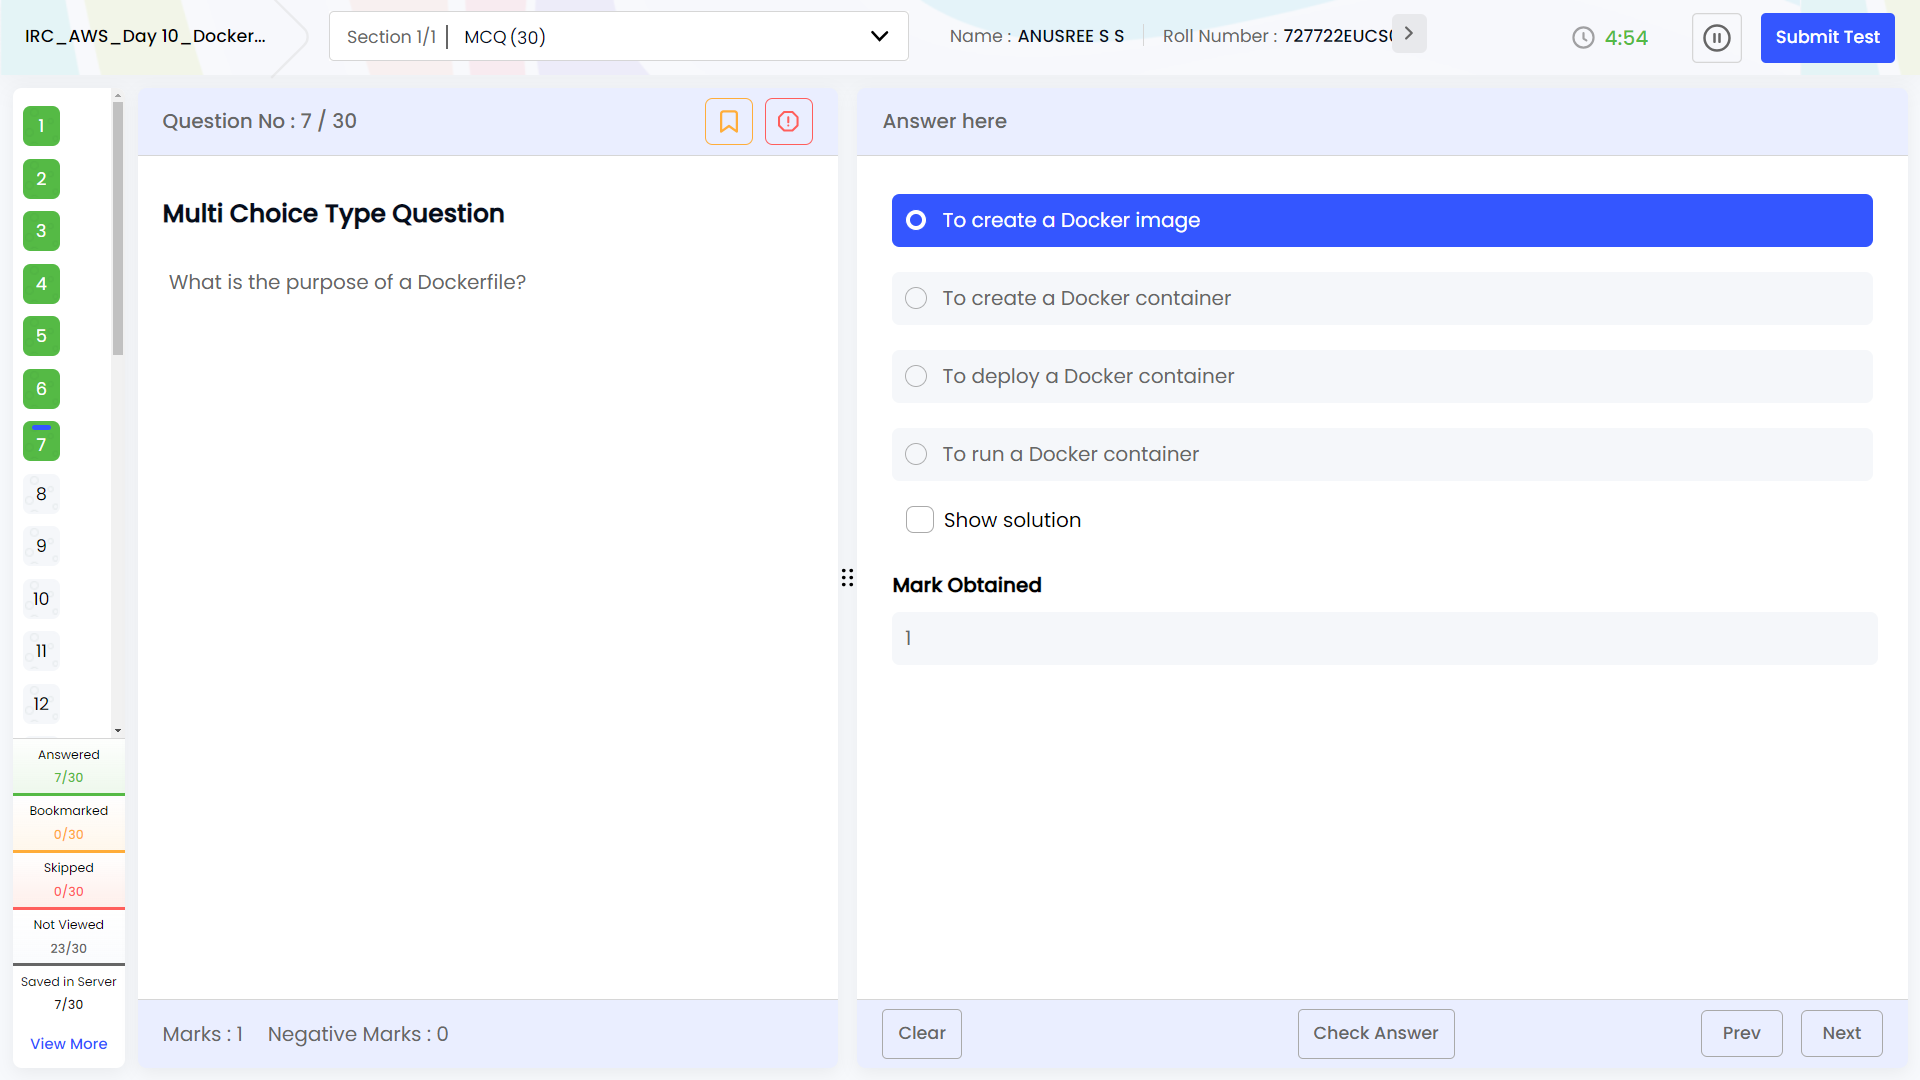 IRC_AWS_Day 10_Docker...
Section 1/1 | MCQ (30)
Name : ANUSREE S S
Roll Number : 727722EUCS
4:54
Submit Test
1
2
3
4
5
6
7
8
9
10
11
12
Answered
7/30
Bookmarked
0/30
Skipped
0/30
Not Viewed
23/30
Saved in Server
7/30
View More
Question No : 7 / 30
Multi Choice Type Question
What is the purpose of a Dockerfile?
Marks : 1 Negative Marks : 0
Answer here
To create a Docker image
To create a Docker container
To deploy a Docker container
To run a Docker container
Show solution
Mark Obtained
1
Clear
Check Answer
Prev
Next